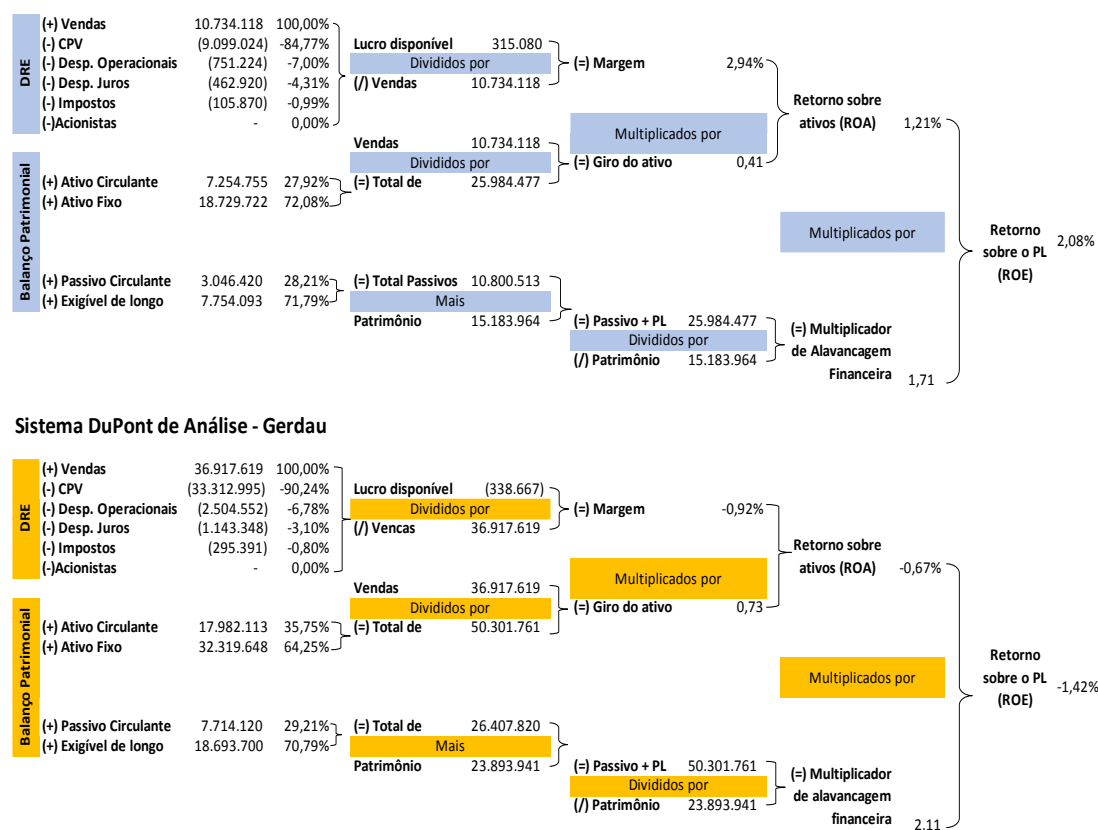 DRE
(+) Vendas 10.734.118 100,00%
(-) CPV (9.099.024) -84,77%
(-) Desp. Operacionais (751.224) -7,00%
(-) Desp. Juros (462.920) -4,31%
(-) Impostos (105.870) -0,99%
(-)Acionistas - 0,00%
Lucro disponível 315.080
Divididos por
(/) Vendas 10.734.118
(=) Margem 2,94%
Vendas 10.734.118
Divididos por
(=) Total de 25.984.477
Multiplicados por
(=) Giro do ativo 0,41
Retorno sobre
ativos (ROA) 1,21%
Balanço Patrimonial
(+) Ativo Circulante 7.254.755 27,92%
(+) Ativo Fixo 18.729.722 72,08%
(+) Passivo Circulante 3.046.420 28,21%
(+) Exigível de longo 7.754.093 71,79%
(=) Total Passivos 10.800.513
Mais
Patrimônio 15.183.964
(=) Passivo + PL 25.984.477
Divididos por
(/) Patrimônio 15.183.964
(=) Multiplicador
de Alavancagem
Financeira 1,71
Multiplicados por
Retorno
sobre o PL 2,08%
(ROE)
Sistema DuPont de Análise - Gerdau
DRE
(+) Vendas 36.917.619 100,00%
(-) CPV (33.312.995) -90,24%
(-) Desp. Operacionais (2.504.552) -6,78%
(-) Desp. Juros (1.143.348) -3,10%
(-) Impostos (295.391) -0,80%
(-)Acionistas - 0,00%
Lucro disponível (338.667)
Divididos por
(/) Vencas 36.917.619
(=) Margem -0,92%
Vendas 36.917.619
Divididos por
(=) Total de 50.301.761
Multiplicados por
(=) Giro do ativo 0,73
Retorno sobre
ativos (ROA) -0,67%
Balanço Patrimonial
(+) Ativo Circulante 17.982.113 35,75%
(+) Ativo Fixo 32.319.648 64,25%
(+) Passivo Circulante 7.714.120 29,21%
(+) Exigível de longo 18.693.700 70,79%
(=) Total de 26.407.820
Mais
Patrimônio 23.893.941
(=) Passivo + PL 50.301.761
Divididos por
(/) Patrimônio 23.893.941
(=) Multiplicador
de alavancagem
financeira 2.11
Multiplicados por
Retorno
sobre o PL -1,42%
(ROE)